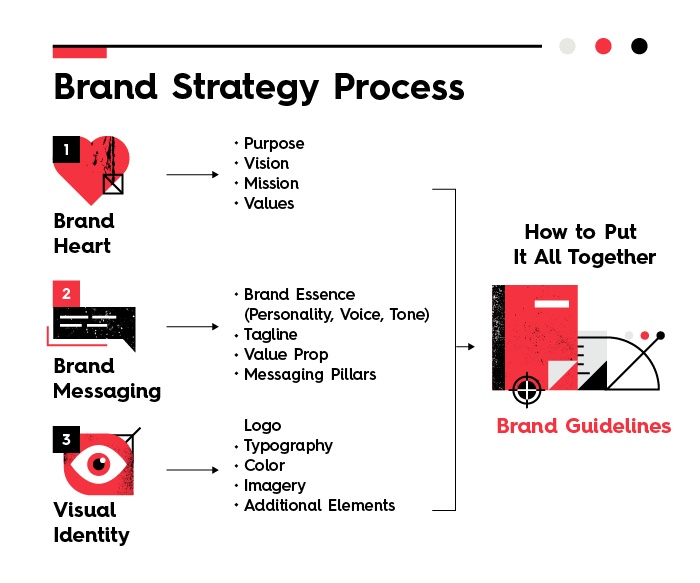 Brand Strategy Process
1
Brand
Heart
· Purpose
· Vision
· Mission
· Values
2
Brand
Messaging
· Brand Essence
(Personality, Voice, Tone)
· Tagline
· Value Prop
· Messaging Pillars
3
Visual
Identity
Logo
· Typography
· Color
· Imagery
· Additional Elements
How to Put
It All Together
Brand Guidelines